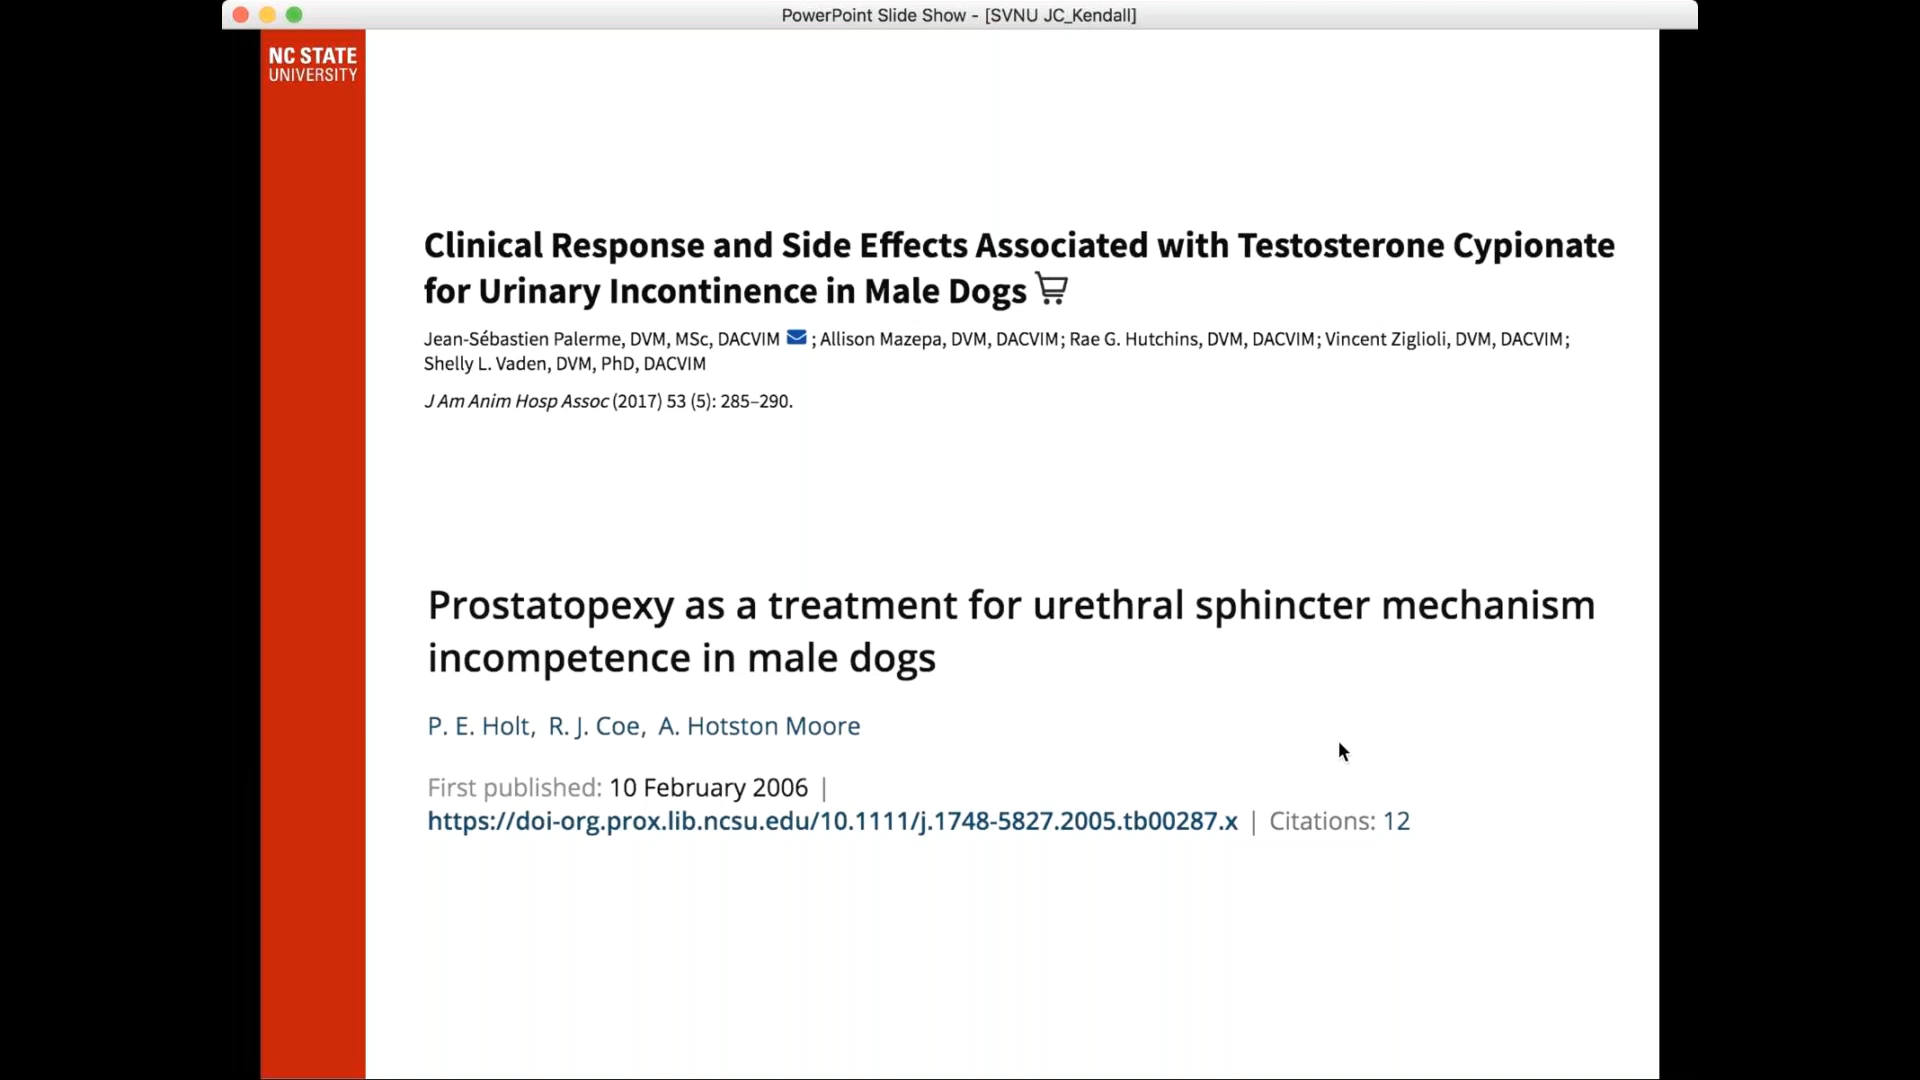 PowerPoint Slide Show - [SVNU JC_Kendall]
NC STATE
UNIVERSITY
Clinical Response and Side Effects Associated with Testosterone Cypionate
for Urinary Incontinence in Male Dogs
Jean-Sébastien Palerme, DVM, MSc, DACVIM ; Allison Mazepa, DVM, DACVIM; Rae G. Hutchins, DVM, DACVIM; Vincent Ziglioli, DVM, DACVIM;
Shelly L. Vaden, DVM, PhD, DACVIM
J Am Anim Hosp Assoc (2017) 53 (5): 285–290.
Prostatopexy as a treatment for urethral sphincter mechanism
incompetence in male dogs
P. E. Holt, R. J. Coe, A. Hotston Moore
First published: 10 February 2006 |
https://doi-org.prox.lib.ncsu.edu/10.1111/j.1748-5827.2005.tb00287.x | Citations: 12